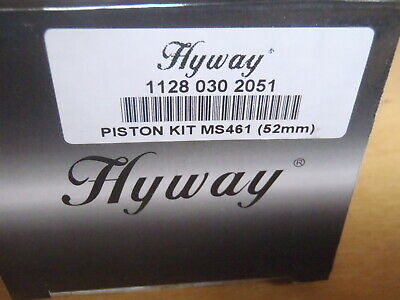 Hyway®
1128 030 2051
PISTON KIT MS461 (52mm)
Hyway®